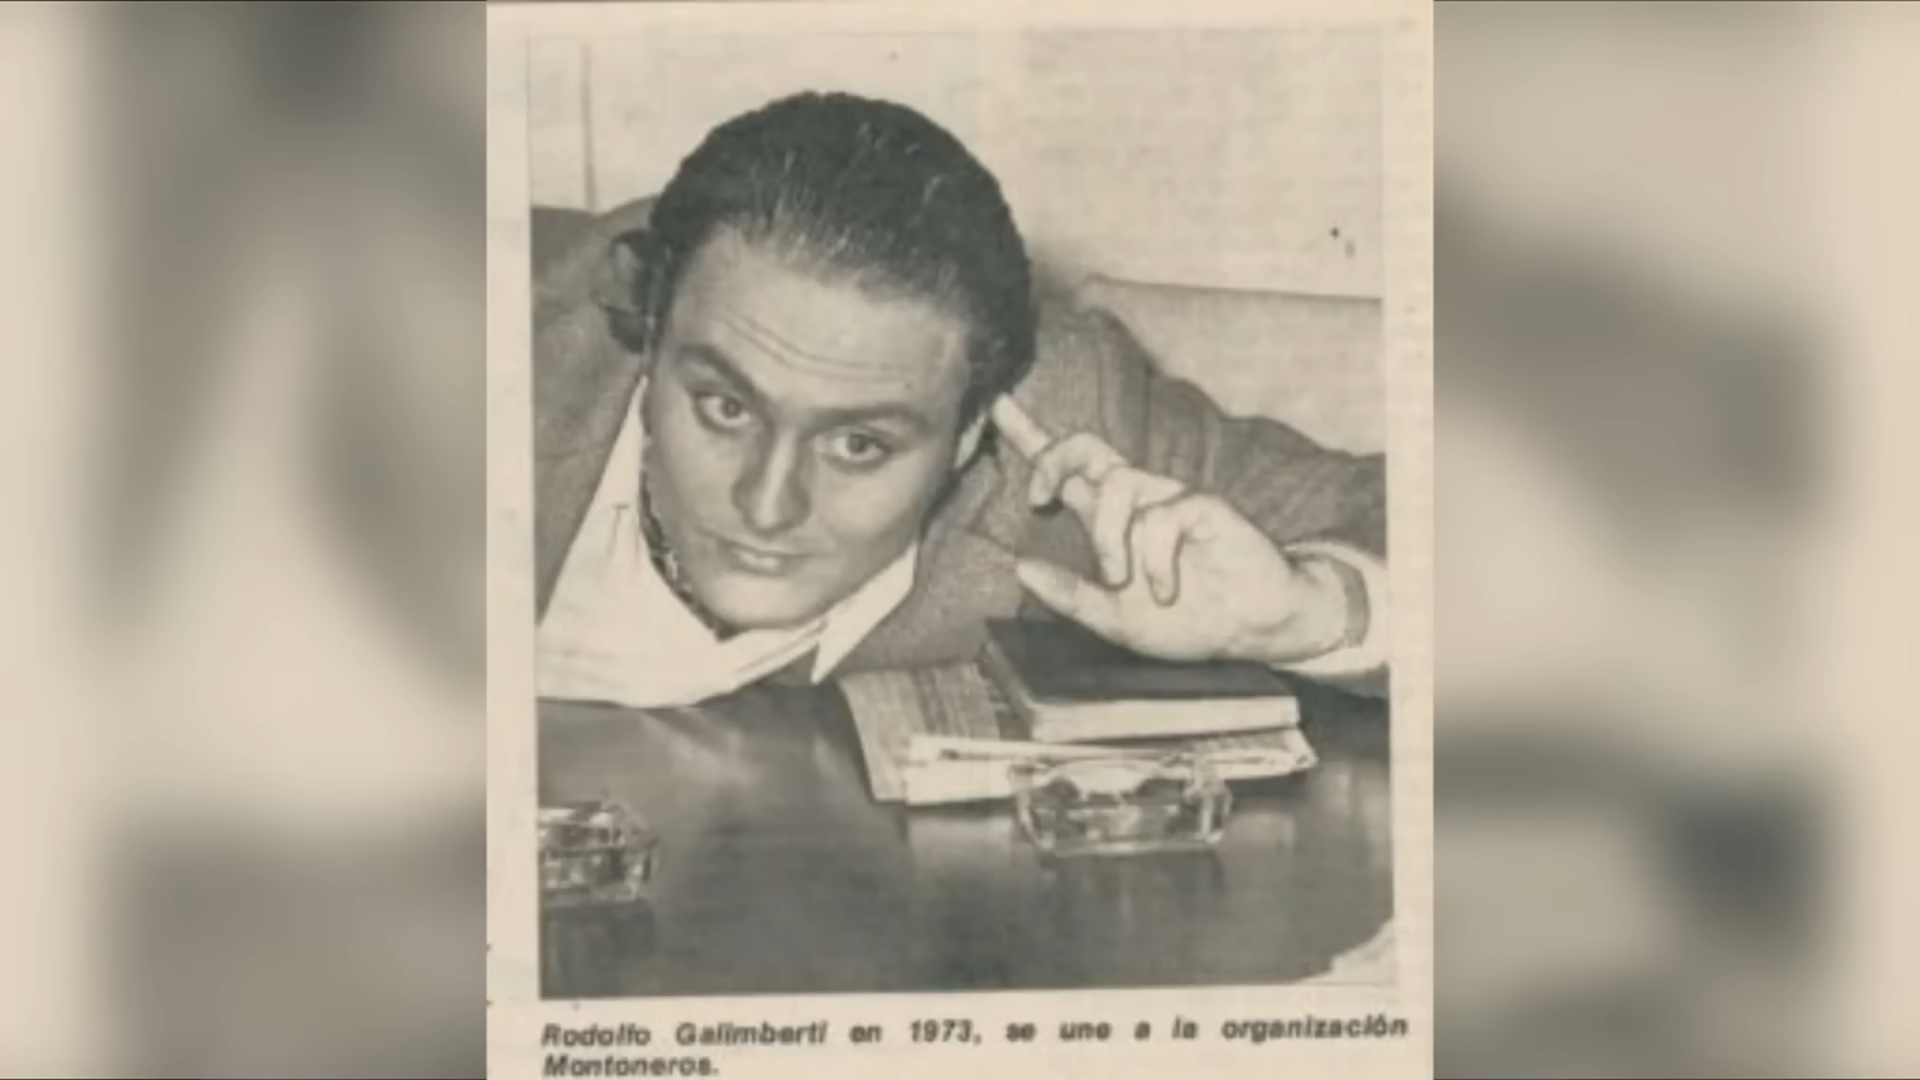 Rodolfo Galimberti en 1973, se une a la organización
Montoneros.